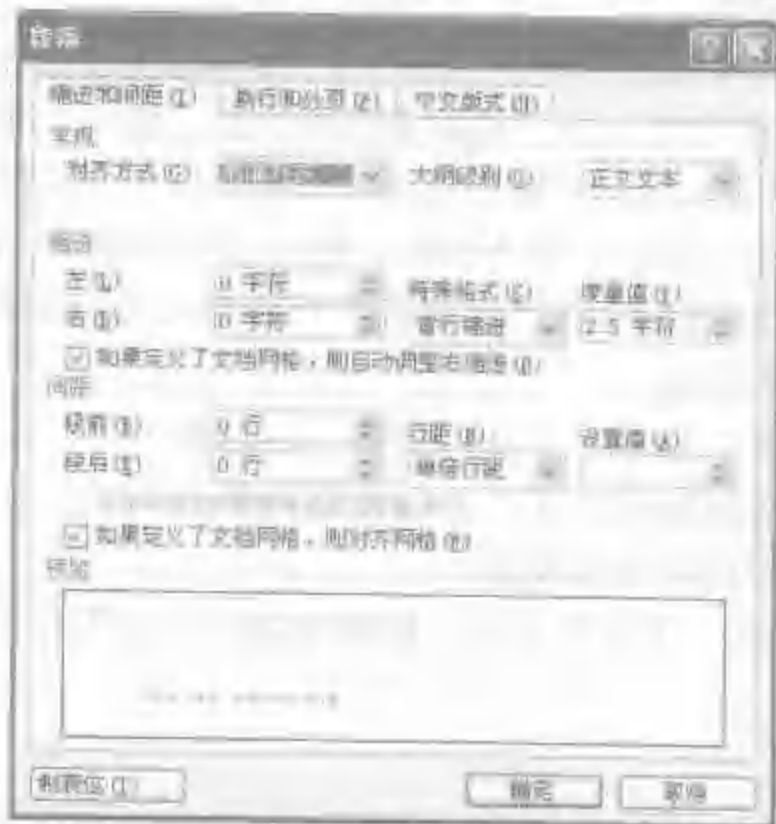 段落
缩进和间距(I) 换行和分页(P) 中文版式(H)
常规
对齐方式(G) 大纲级别(O) 正文文本
缩进
左(L) 0 字符 特殊格式(S) 度量值(Y)
右(R) 0 字符 首行缩进 2.5 字符
如果定义了文档网格，则自动调整右缩进(D)
间距
段前(B) 0 行 行距(N) 设置值(A)
段后(E) 0 行 单倍行距
如果定义了文档网格，则对齐网格(W)
预览
制表位(T) 确定 取消